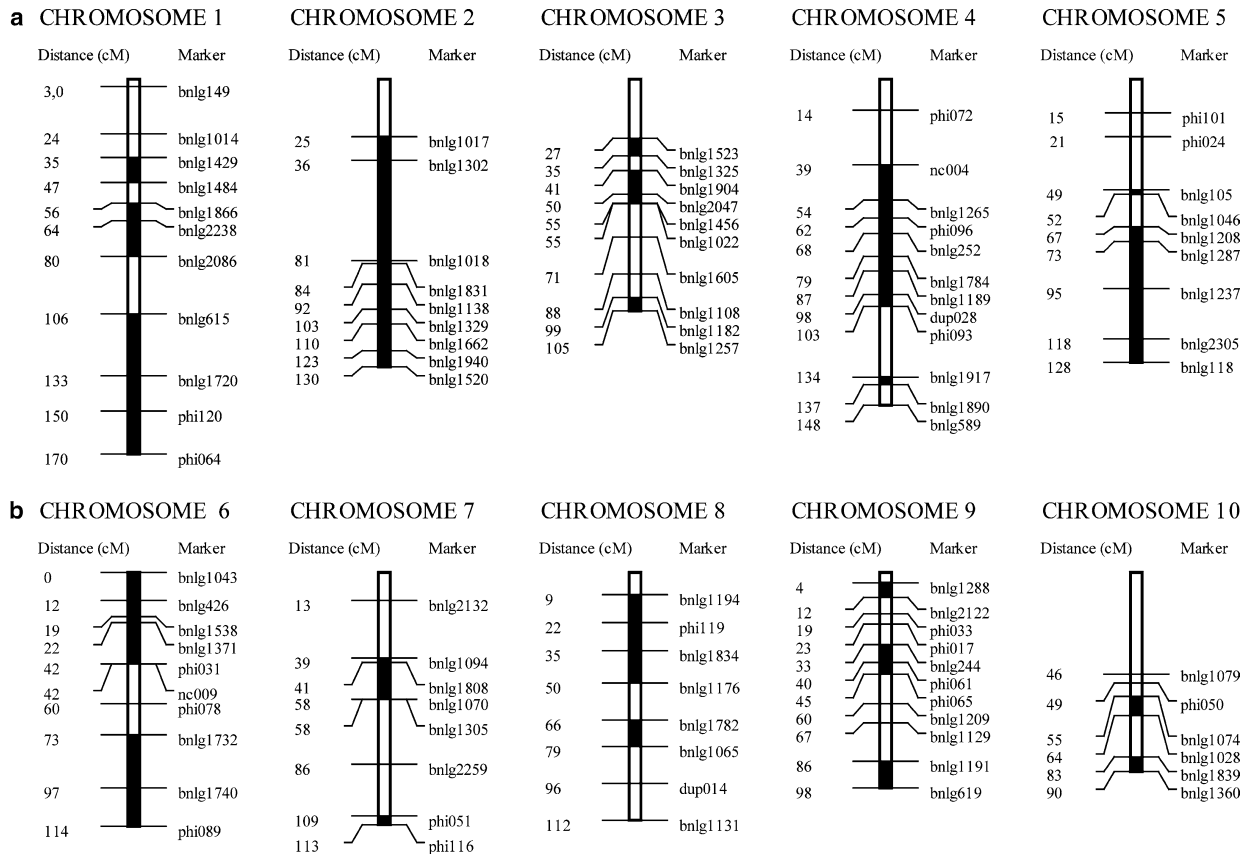 a CHROMOSOME 1
Distance (cM) Marker
3,0 bnlg149
24 bnlg1014
35 bnlg1429
47 bnlg1484
56 bnlg1866
64 bnlg2238
80 bnlg2086
106 bnlg615
133 bnlg1720
150 phi120
170 phi064
CHROMOSOME 2
Distance (cM) Marker
25 bnlg1017
36 bnlg1302
81 bnlg1018
84 bnlg1831
92 bnlg1138
103 bnlg1329
110 bnlg1662
123 bnlg1940
130 bnlg1520
CHROMOSOME 3
Distance (cM) Marker
27 bnlg1523
35 bnlg1325
41 bnlg1904
50 bnlg2047
55 bnlg1456
55 bnlg1022
71 bnlg1605
88 bnlg1108
99 bnlg1182
105 bnlg1257
CHROMOSOME 4
Distance (cM) Marker
14 phi072
39 nc004
54 bnlg1265
62 phi096
68 bnlg252
79 bnlg1784
87 bnlg1189
98 dup028
103 phi093
134 bnlg1917
137 bnlg1890
148 bnlg589
CHROMOSOME 5
Distance (cM) Marker
15 phi101
21 phi024
49 bnlg105
52 bnlg1046
67 bnlg1208
73 bnlg1287
95 bnlg1237
118 bnlg2305
128 bnlg118
b CHROMOSOME 6
Distance (cM) Marker
0 bnlg1043
12 bnlg426
19 bnlg1538
22 bnlg1371
42 phi031
42 nc009
60 phi078
73 bnlg1732
97 bnlg1740
114 phi089
CHROMOSOME 7
Distance (cM) Marker
13 bnlg2132
39 bnlg1094
41 bnlg1808
58 bnlg1070
58 bnlg1305
86 bnlg2259
109 phi051
113 phi116
CHROMOSOME 8
Distance (cM) Marker
9 bnlg1194
22 phi119
35 bnlg1834
50 bnlg1176
66 bnlg1782
79 bnlg1065
96 dup014
112 bnlg1131
CHROMOSOME 9
Distance (cM) Marker
4 bnlg1288
12 bnlg2122
19 phi033
23 phi017
33 bnlg244
40 phi061
45 phi065
60 bnlg1209
67 bnlg1129
86 bnlg1191
98 bnlg619
CHROMOSOME 10
Distance (cM) Marker
46 bnlg1079
49 phi050
55 bnlg1074
64 bnlg1028
83 bnlg1839
90 bnlg1360